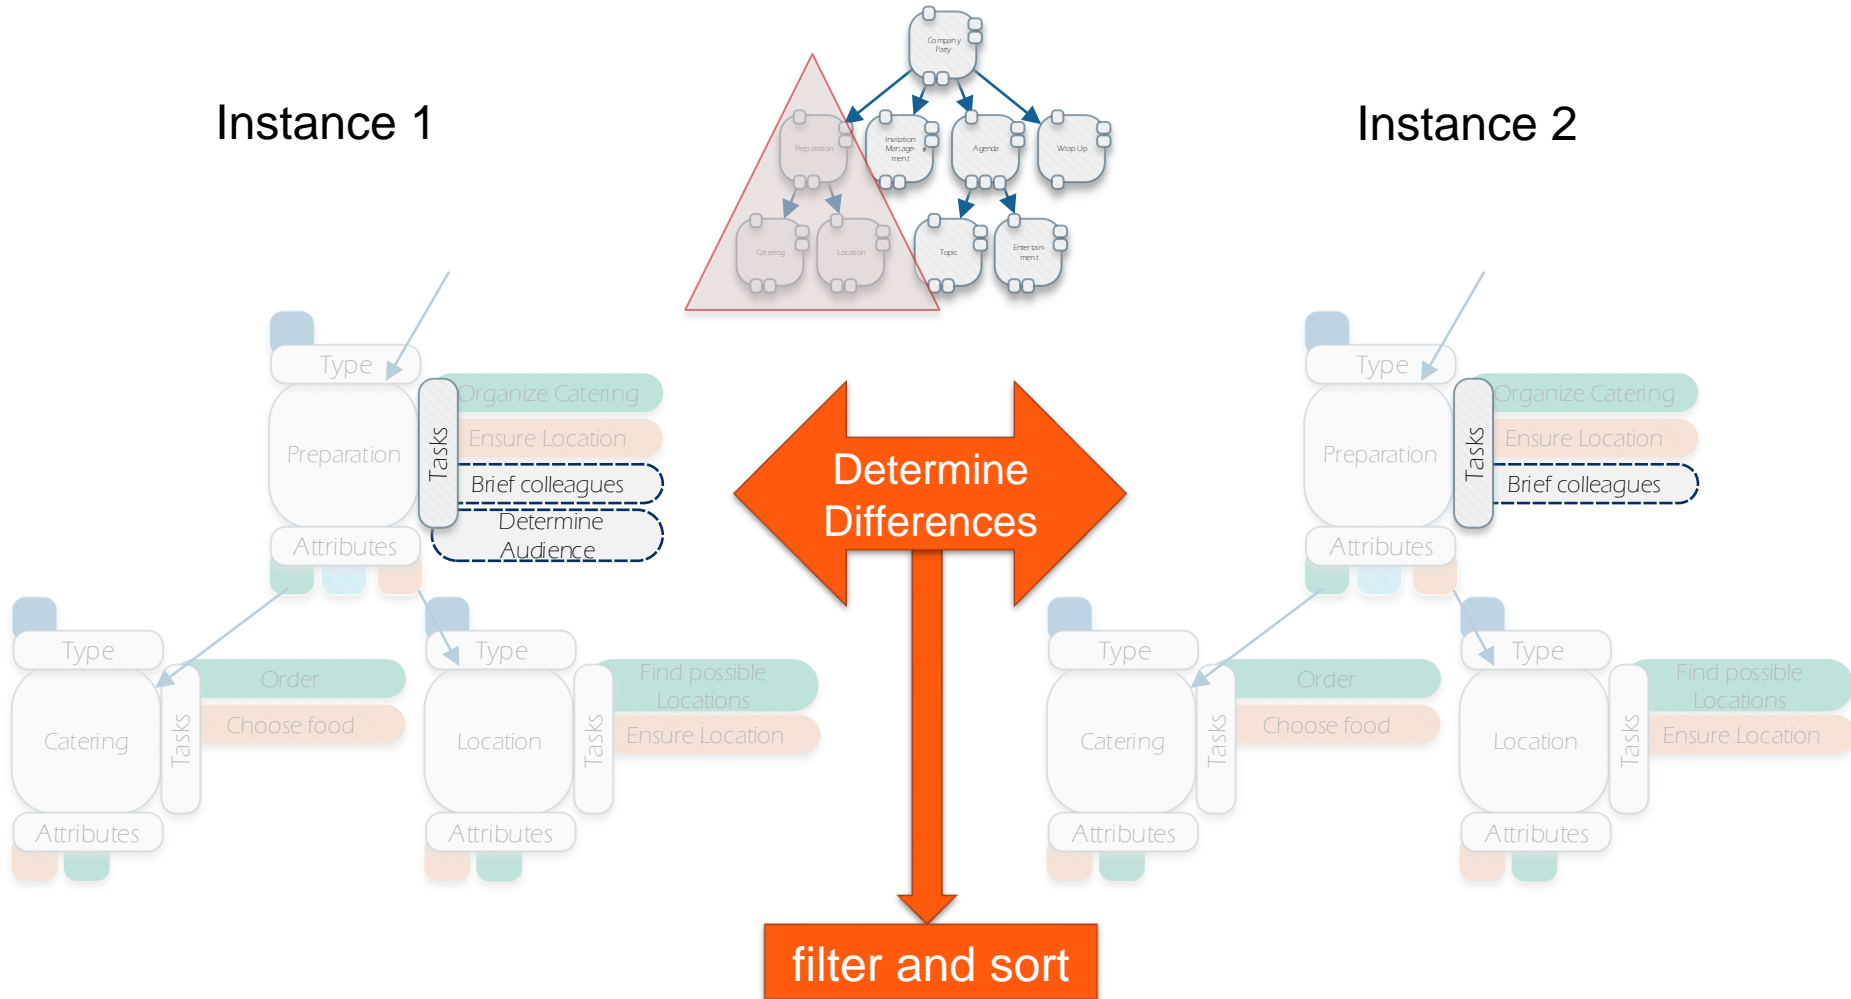 Company
Party
Instance 1
Instance 2
Preparation
Invitation
Manage-
ment
#
Agenda
Wrap Up
Catering
Location
Topic
Entertain-
ment
Type
Organize Catering
Ensure Location
Preparation
Tasks
Brief colleagues
Determine
Audience
Attributes
Type
Order
Choose food
Catering
Tasks
Attributes
Type
Find possible
Locations
Ensure Location
Location
Tasks
Attributes
Determine
Differences
filter and sort
Type
Organize Catering
Ensure Location
Preparation
Tasks
Brief colleagues
Attributes
Type
Order
Choose food
Catering
Tasks
Attributes
Type
Find possible
Locations
Ensure Location
Location
Tasks
Attributes